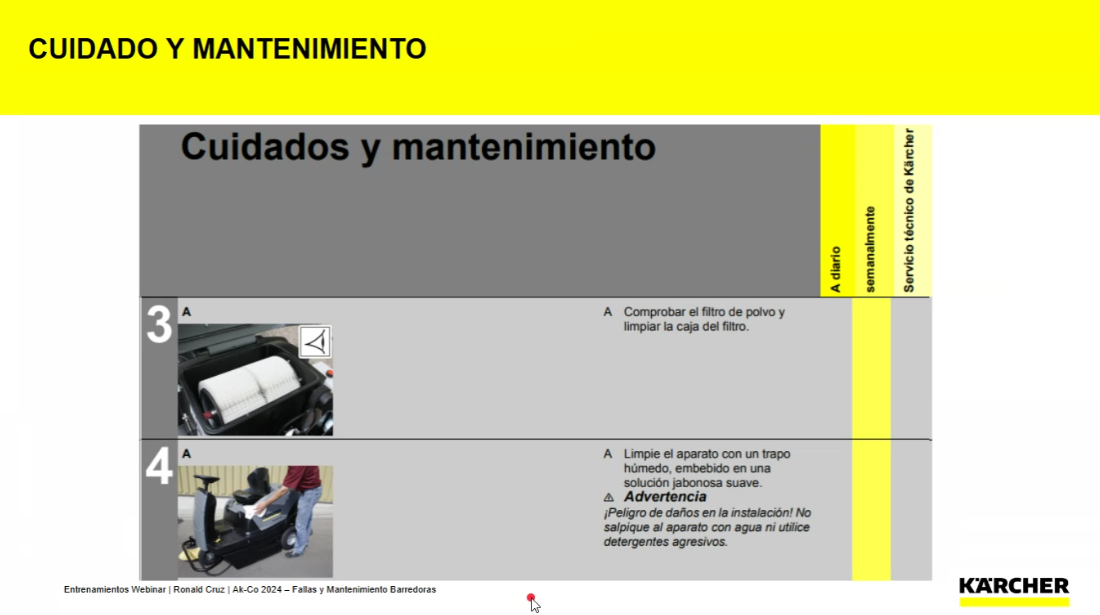 CUIDADO Y MANTENIMIENTO
Cuidados y mantenimiento
A diario
semanalmente
Servicio técnico de Kärcher
3
A
A Comprobar el filtro de polvo y
limpiar la caja del filtro.
4
A
A Limpie el aparato con un trapo
húmedo, embebido en una
solución jabonosa suave.
⚠ Advertencia
¡Peligro de daños en la instalación! No
salpique al aparato con agua ni utilice
detergentes agresivos.
Entrenamientos Webinar | Ronald Cruz | Ak-Co 2024 – Fallas y Mantenimiento Barredoras
KÄRCHER